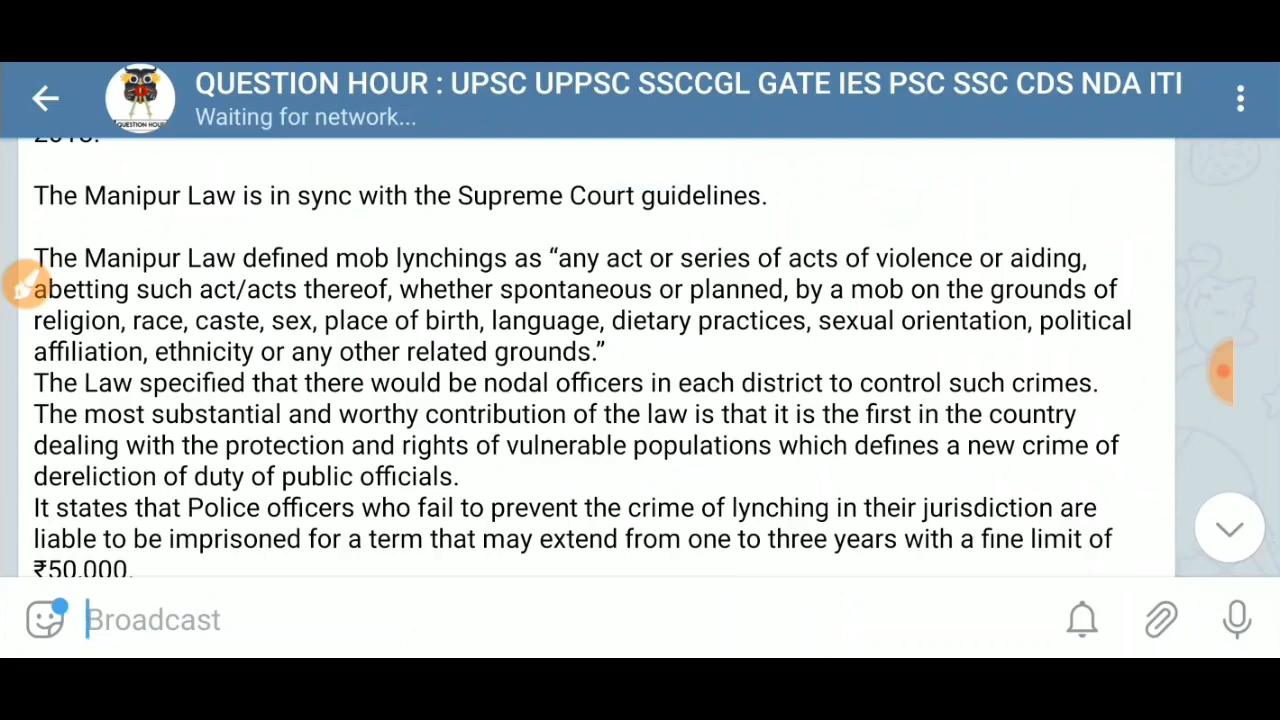 QUESTION HOUR : UPSC UPPSC SSCCGL GATE IES PSC SSC CDS NDA ITI
Waiting for network...
QUESTION HOUR
The Manipur Law is in sync with the Supreme Court guidelines.
The Manipur Law defined mob lynchings as “any act or series of acts of violence or aiding,
abetting such act/acts thereof, whether spontaneous or planned, by a mob on the grounds of
religion, race, caste, sex, place of birth, language, dietary practices, sexual orientation, political
affiliation, ethnicity or any other related grounds.”
The Law specified that there would be nodal officers in each district to control such crimes.
The most substantial and worthy contribution of the law is that it is the first in the country
dealing with the protection and rights of vulnerable populations which defines a new crime of
dereliction of duty of public officials.
It states that Police officers who fail to prevent the crime of lynching in their jurisdiction are
liable to be imprisoned for a term that may extend from one to three years with a fine limit of
₹50,000.
Broadcast